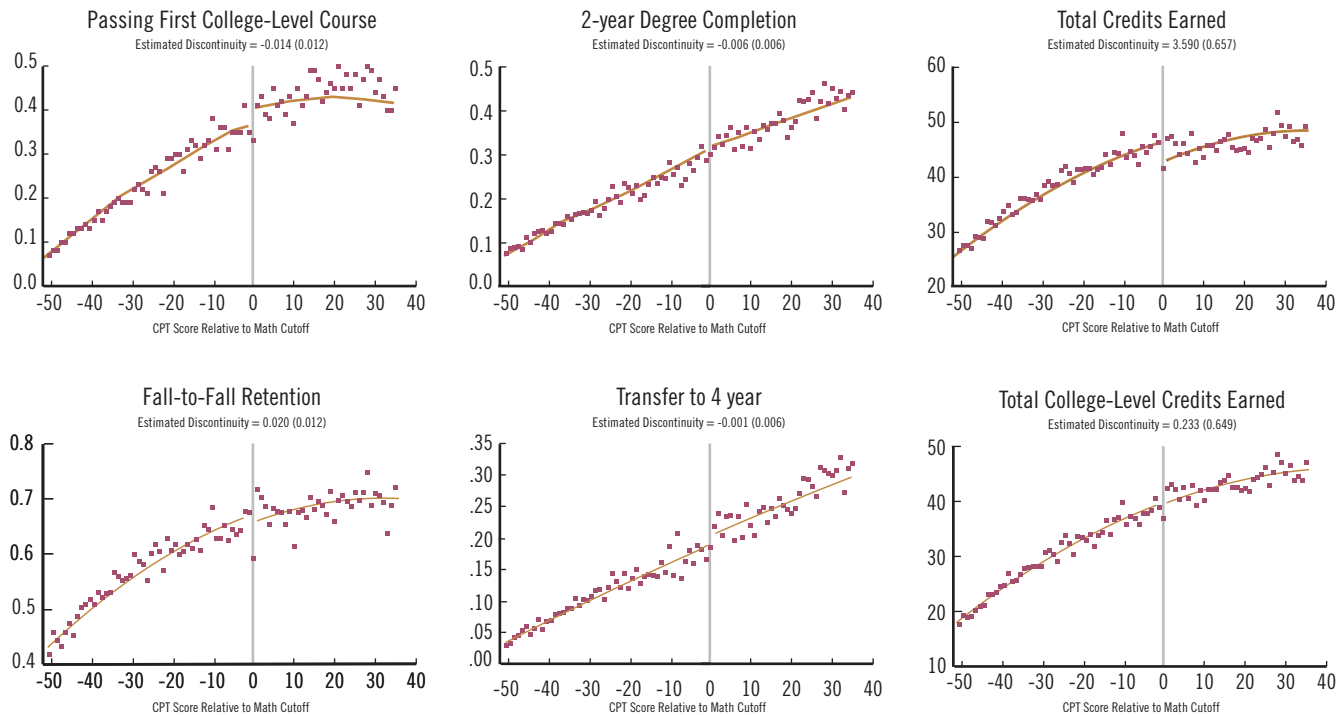 Passing First College-Level Course
Estimated Discontinuity = -0.014 (0.012)
0.5
0.4
0.3
0.2
0.1
0.0
-50 -40 -30 -20 -10 0 10 20 30 40
CPT Score Relative to Math Cutoff
2-year Degree Completion
Estimated Discontinuity = -0.006 (0.006)
0.5
0.4
0.3
0.2
0.1
0.0
-50 -40 -30 -20 -10 0 10 20 30 40
CPT Score Relative to Math Cutoff
Total Credits Earned
Estimated Discontinuity = 3.590 (0.657)
60
50
40
30
20
-50 -40 -30 -20 -10 0 10 20 30 40
CPT Score Relative to Math Cutoff
Fall-to-Fall Retention
Estimated Discontinuity = 0.020 (0.012)
0.8
0.7
0.6
0.5
0.4
-50 -40 -30 -20 -10 0 10 20 30 40
CPT Score Relative to Math Cutoff
Transfer to 4 year
Estimated Discontinuity = -0.001 (0.006)
.35
.30
.25
.20
.15
.10
.05
.00
-50 -40 -30 -20 -10 0 10 20 30 40
CPT Score Relative to Math Cutoff
Total College-Level Credits Earned
Estimated Discontinuity = 0.233 (0.649)
50
40
30
20
10
-50 -40 -30 -20 -10 0 10 20 30 40
CPT Score Relative to Math Cutoff